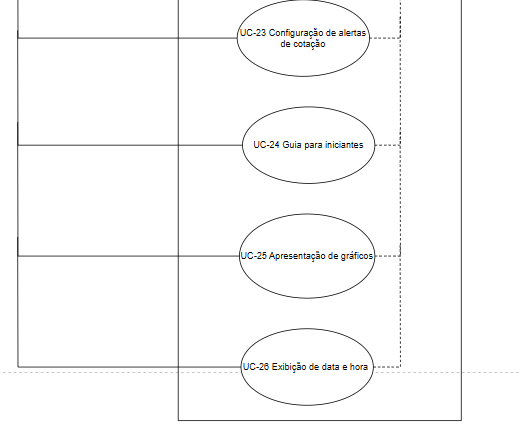 UC-23 Configuração de alertas
de cotação
UC-24 Guia para iniciantes
UC-25 Apresentação de gráficos
UC-26 Exibição de data e hora